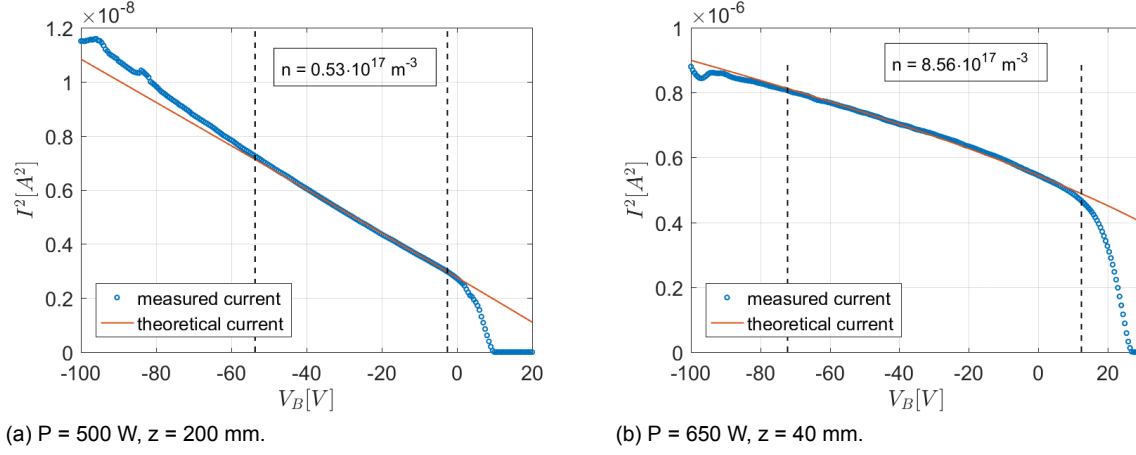 ×10⁻⁸
1.2
1
0.8
0.6
0.4
0.2
0
I²[A²]
n = 0.53·10¹⁷ m⁻³
measured current
theoretical current
-100 -80 -60 -40 -20 0 20
V_B[V]
(a) P = 500 W, z = 200 mm.
×10⁻⁶
1
0.8
0.6
0.4
0.2
0
I²[A²]
n = 8.56·10¹⁷ m⁻³
measured current
theoretical current
-100 -80 -60 -40 -20 0 20
V_B[V]
(b) P = 650 W, z = 40 mm.